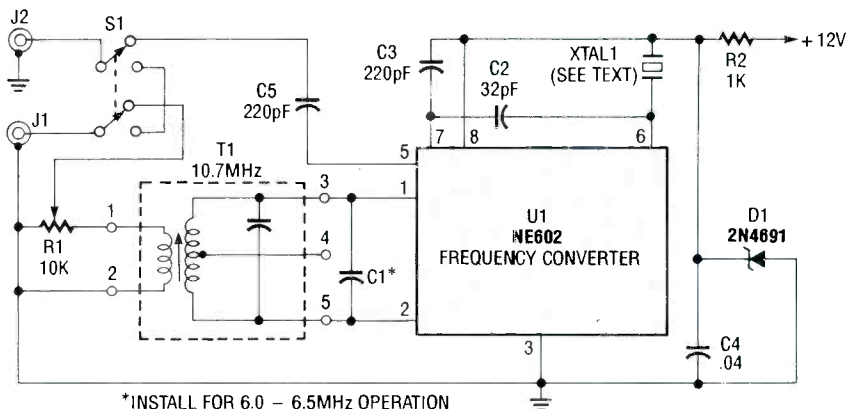 J2
S1
J1
C5
220pF
C3
220pF
C2
32pF
XTAL1
(SEE TEXT)
R2
1K
+ 12V
7
8
6
5
1
2
3
U1
NE602
FREQUENCY CONVERTER
T1
10.7MHz
1
2
3
4
5
R1
10K
C1*
D1
2N4691
C4
.04
*INSTALL FOR 6.0 – 6.5MHz OPERATION